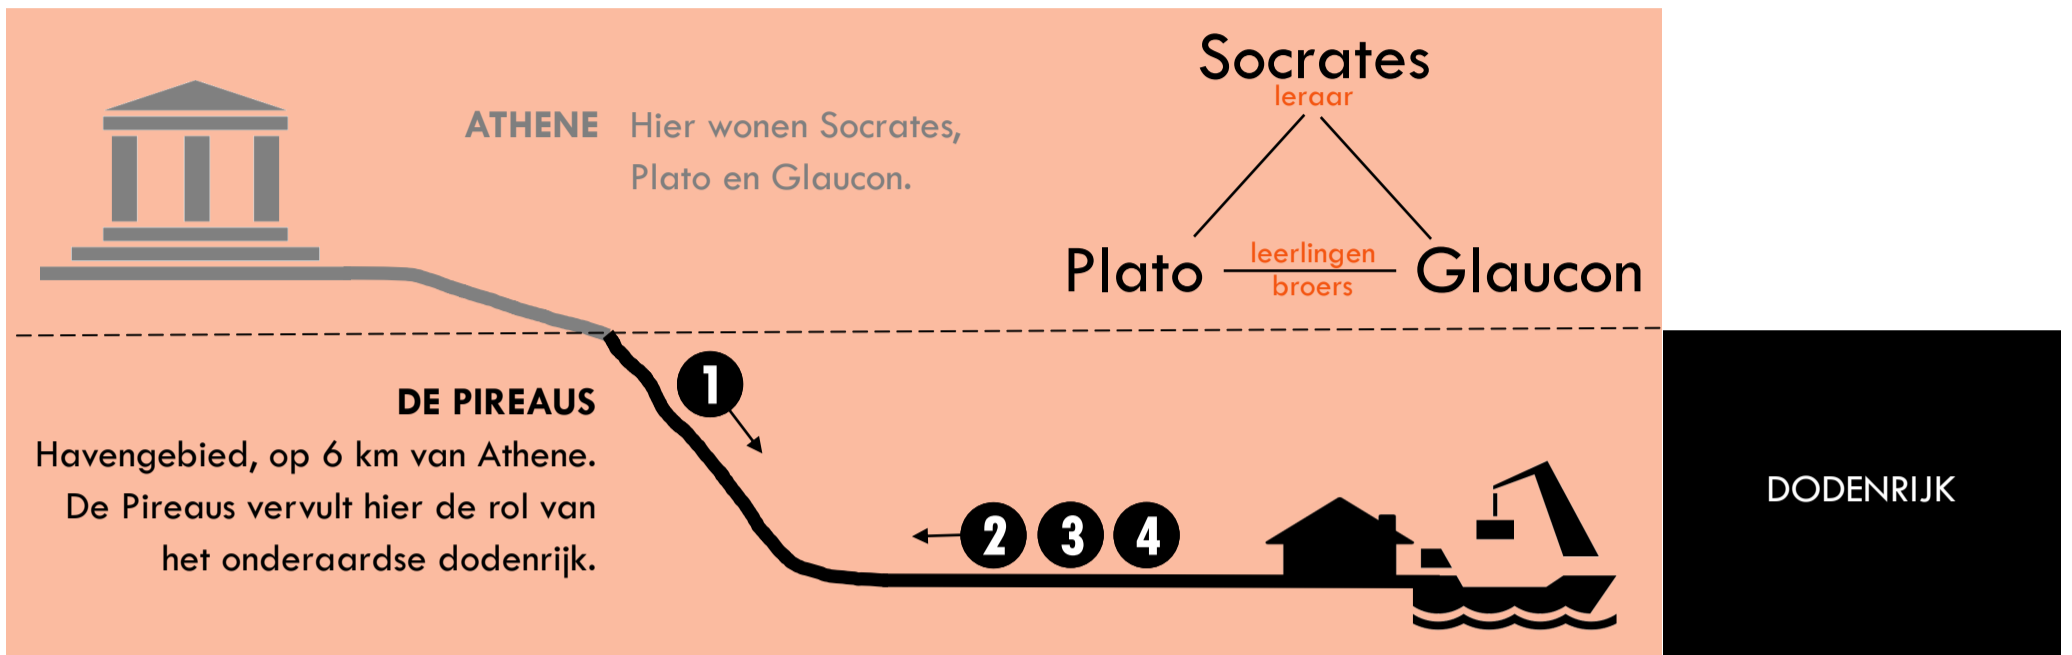 Socrates
leraar
ATHENE Hier wonen Socrates,
Plato en Glaucon.
Plato leerlingen Glaucon
broers
1
DE PIREAUS
Havengebied, op 6 km van Athene.
De Pireaus vervult hier de rol van
het onderaardse dodenrijk.
2 3 4
DODENRIJK